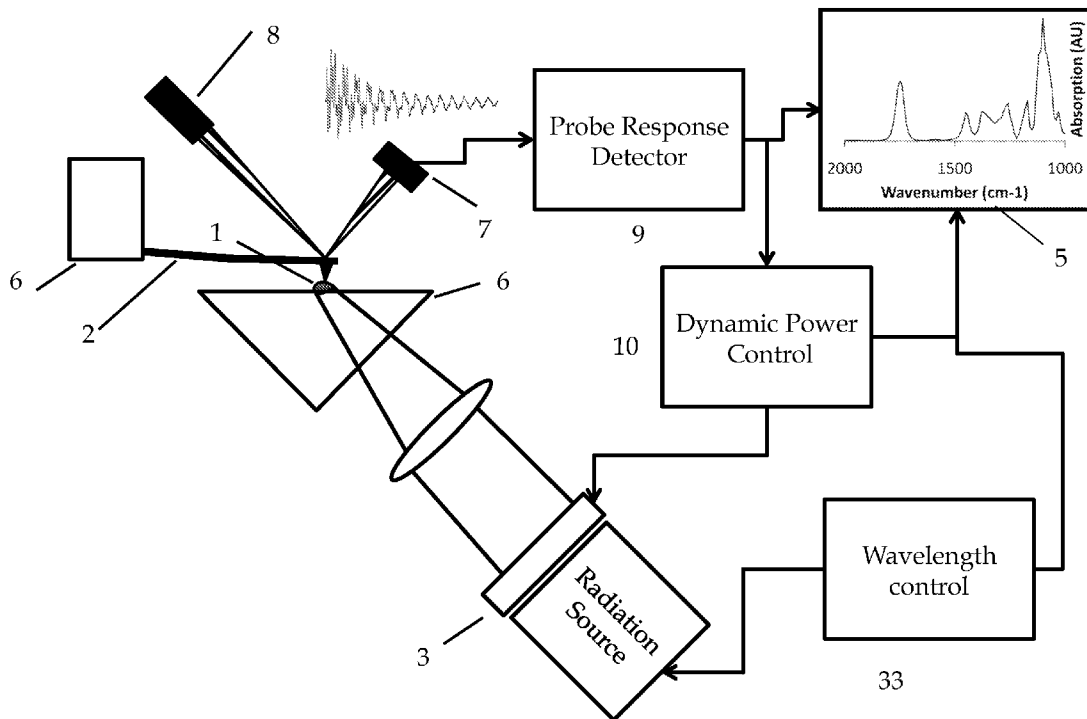 8
Probe Response
Detector
Absorption (AU)
2000
1500
1000
Wavenumber (cm-1)
7
9
5
1
6
6
2
10
Dynamic Power
Control
Radiation
Source
3
Wavelength
control
33